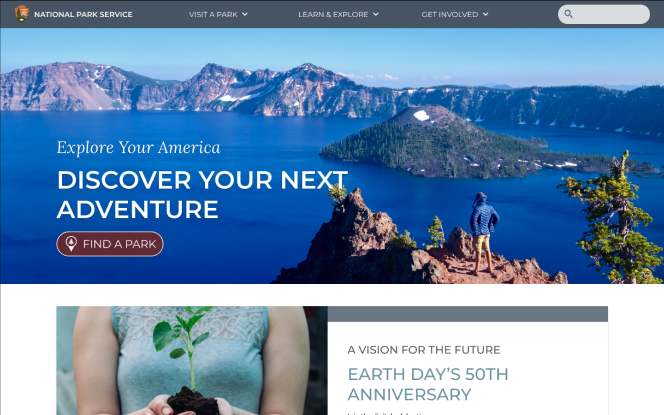 NATIONAL PARK SERVICE
VISIT A PARK
LEARN & EXPLORE
GET INVOLVED
Explore Your America
DISCOVER YOUR NEXT
ADVENTURE
FIND A PARK
A VISION FOR THE FUTURE
EARTH DAY'S 50TH
ANNIVERSARY